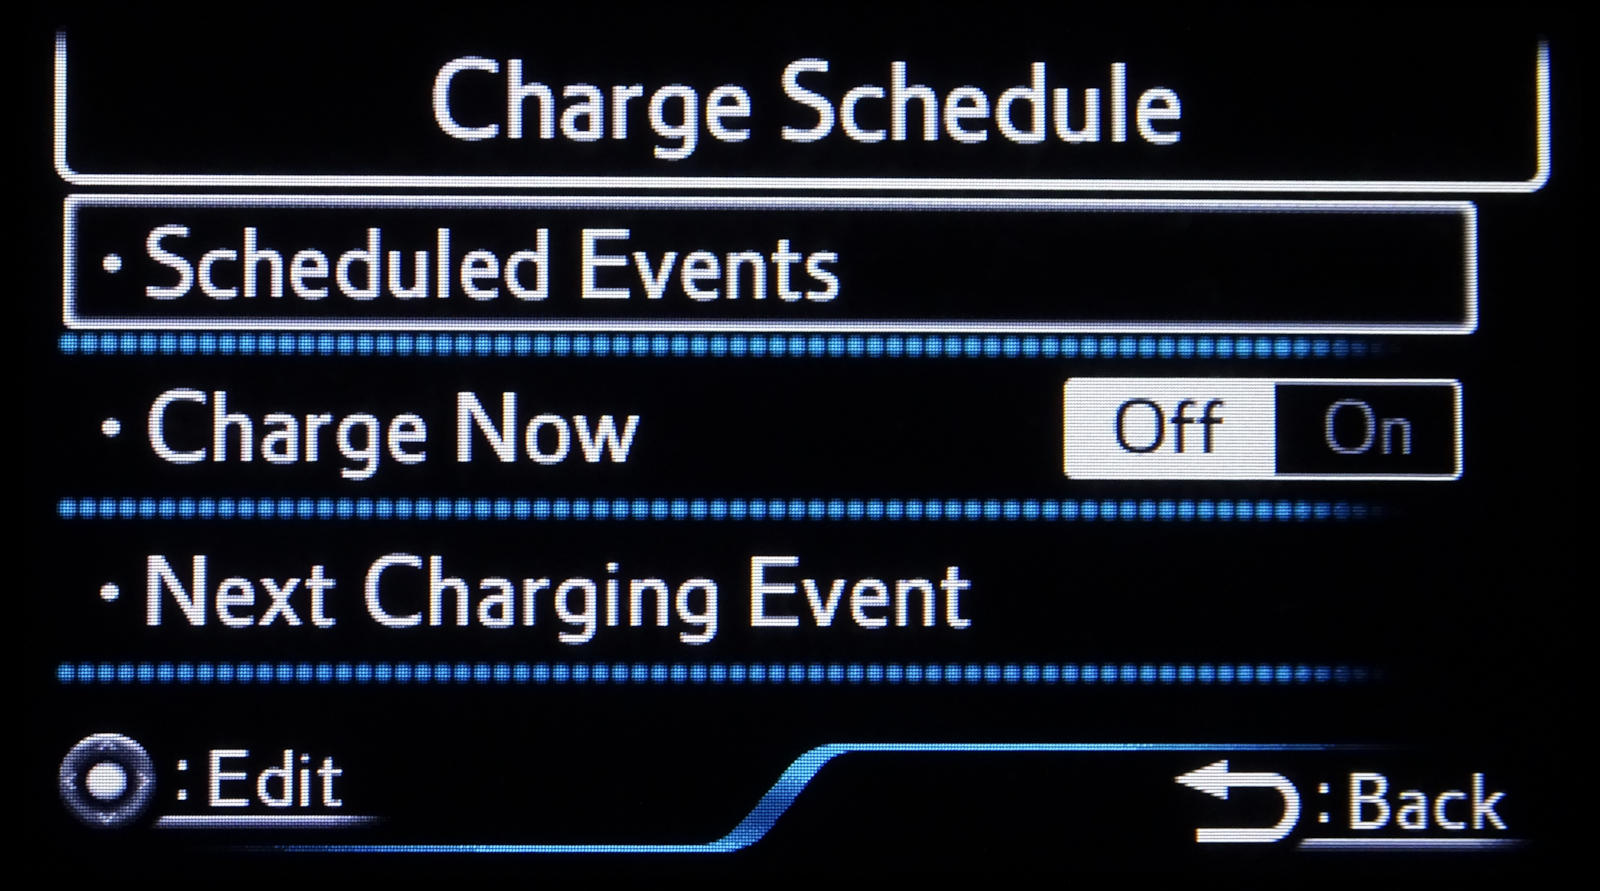 Charge Schedule
· Scheduled Events
· Charge Now Off On
· Next Charging Event
: Edit : Back